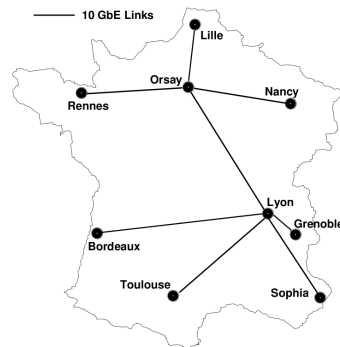 10 GbE Links
Lille
Orsay
Nancy
Rennes
Lyon
Grenoble
Bordeaux
Toulouse
Sophia